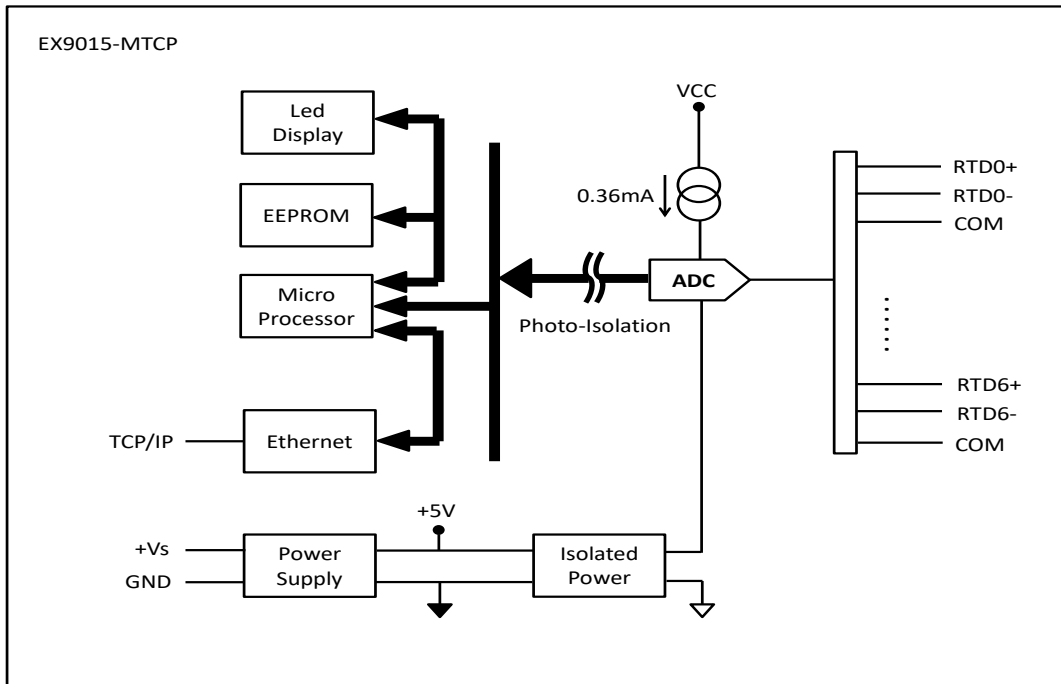 EX9015-MTCP
Led
Display
VCC
EEPROM
0.36mA
RTD0+
RTD0-
COM
Micro
Processor
ADC
Photo-Isolation
RTD6+
RTD6-
COM
TCP/IP
Ethernet
+5V
+Vs
GND
Power
Supply
Isolated
Power